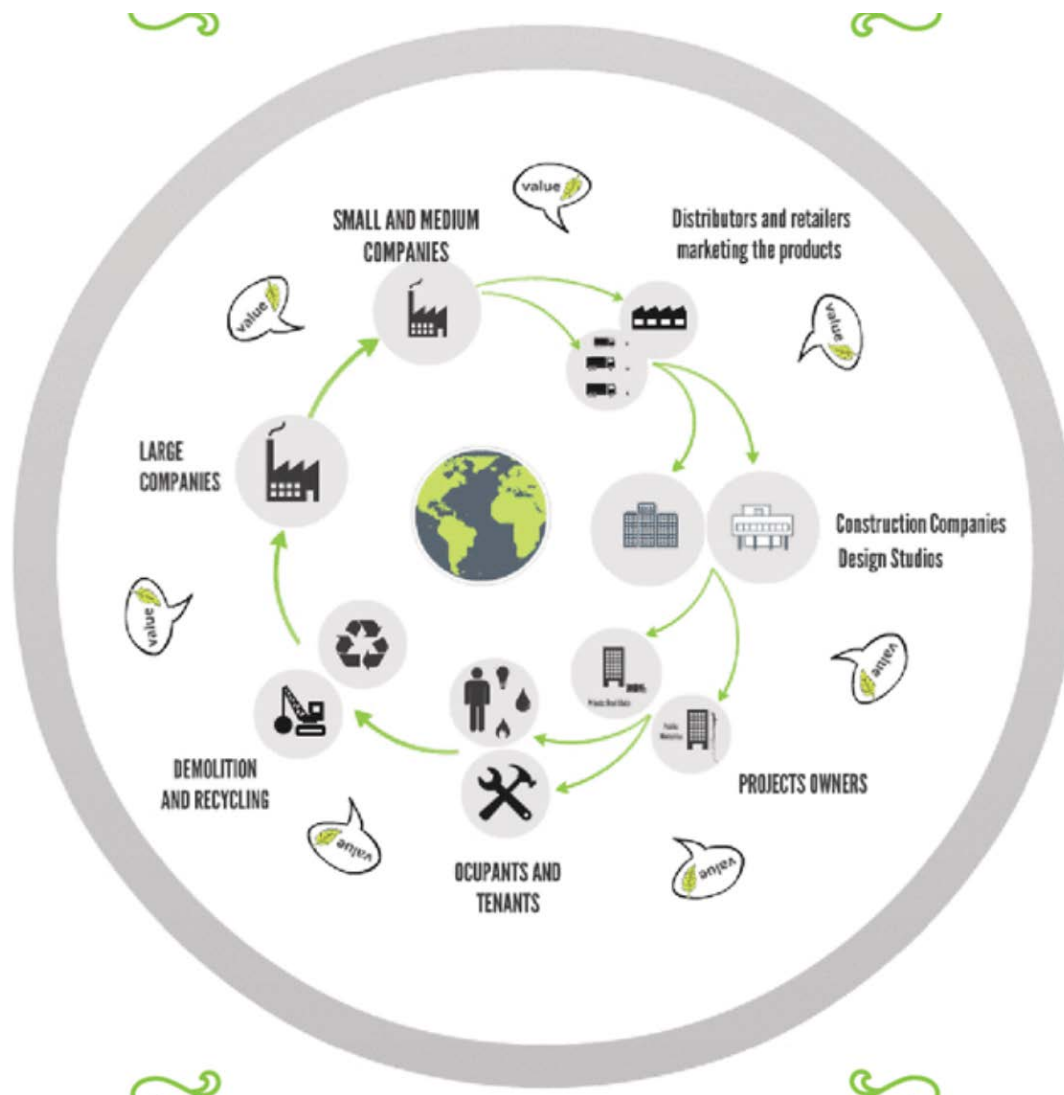 value
SMALL AND MEDIUM
COMPANIES
Distributors and retailers
marketing the products
value
value
LARGE
COMPANIES
Construction Companies
Design Studios
value
value
PROJECTS OWNERS
DEMOLITION
AND RECYCLING
value
value
OCUPANTS AND
TENANTS